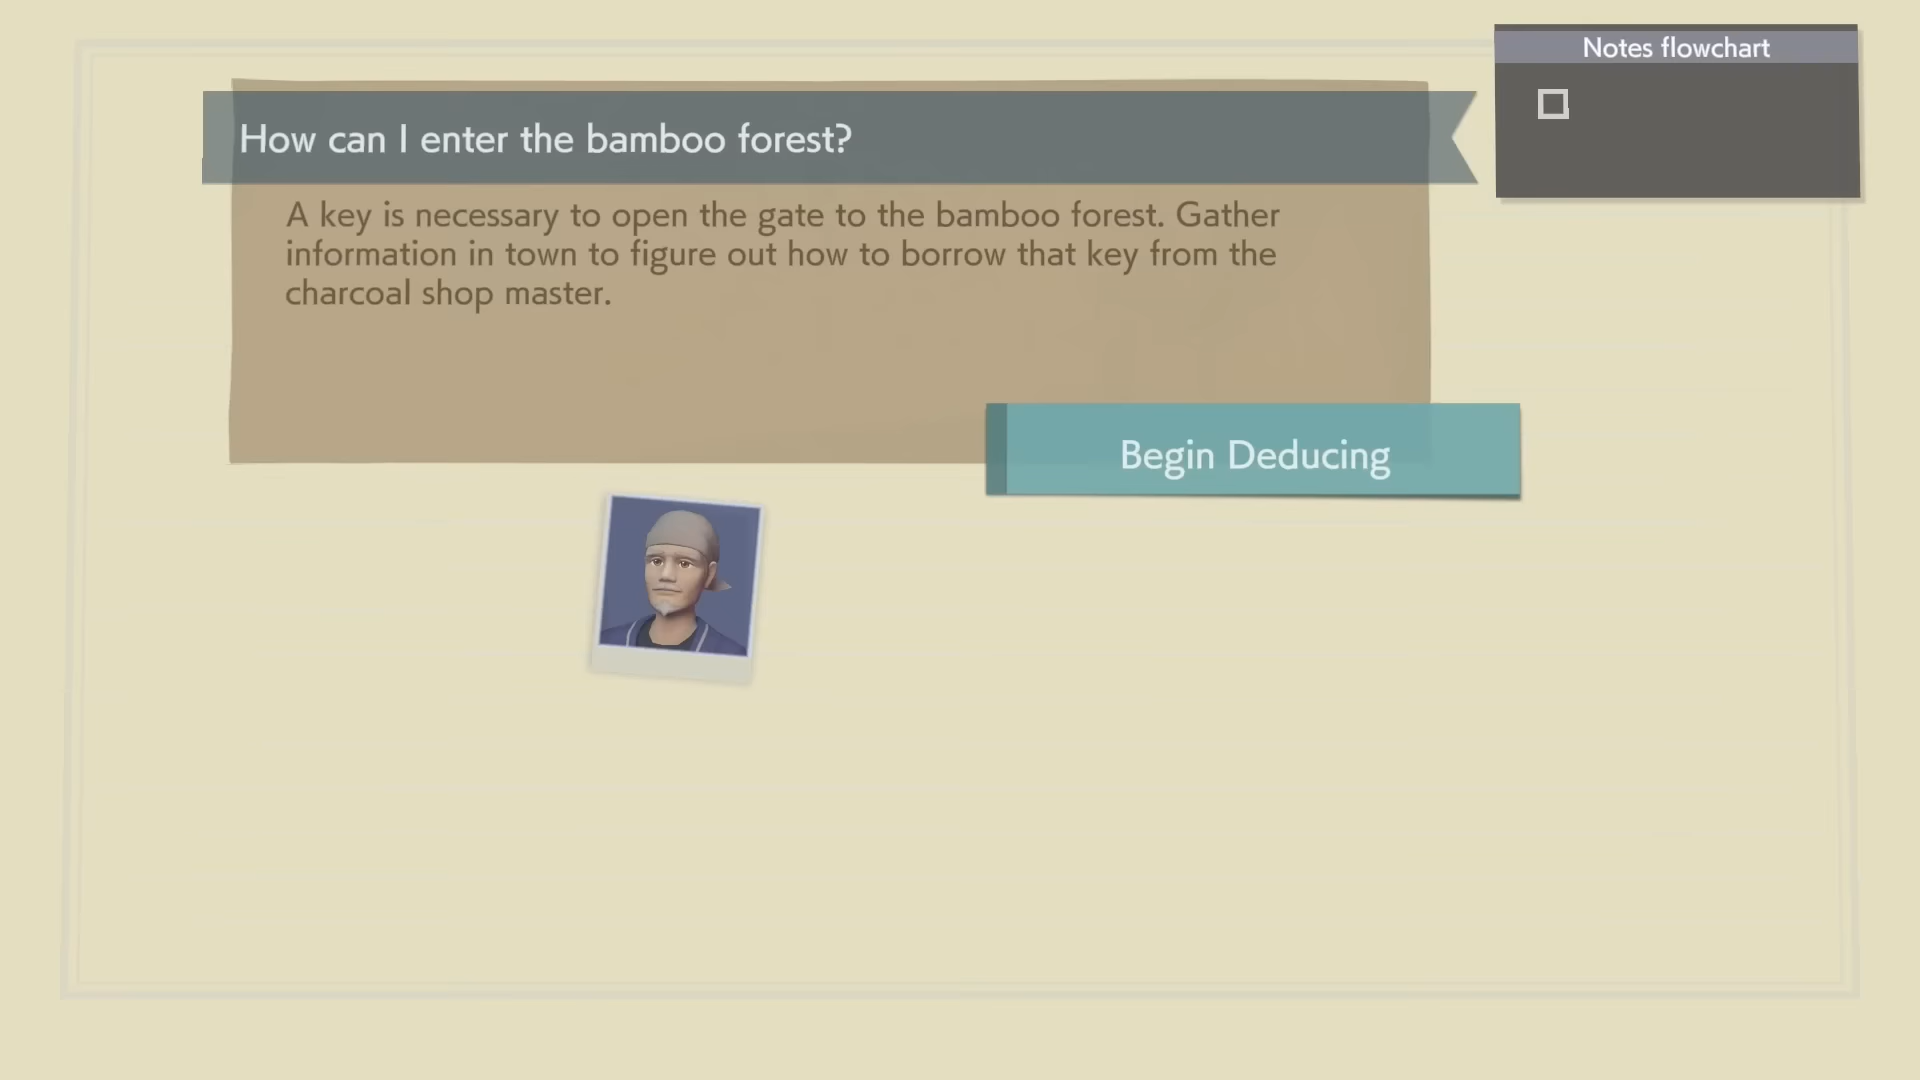 Notes flowchart
How can I enter the bamboo forest?
A key is necessary to open the gate to the bamboo forest. Gather
information in town to figure out how to borrow that key from the
charcoal shop master.
Begin Deducing